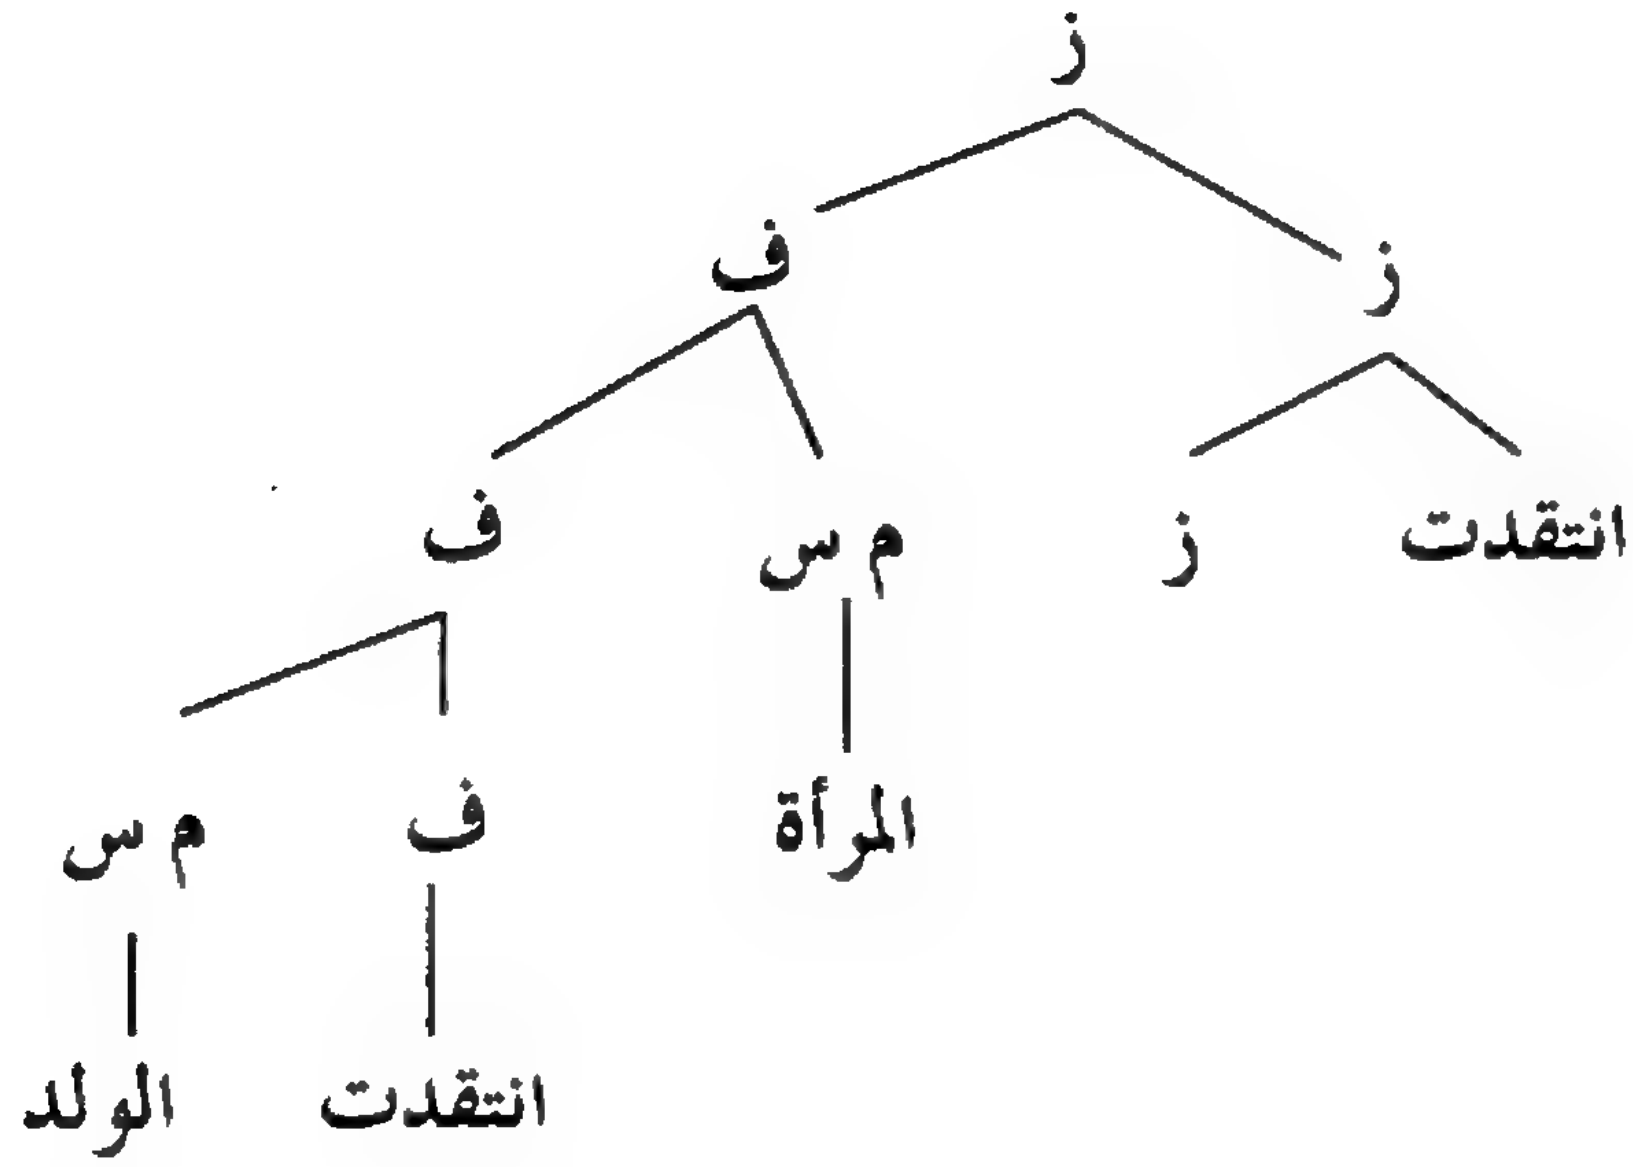 ز
ف
ز
انتقدت
ز
م س
ف
المرأة
ف
م س
انتقدت
الولد